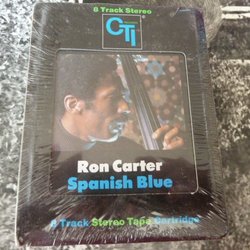 8 Track Stereo
CTI
Ron Carter
Spanish Blue
8 Track Stereo Tape Cartridge